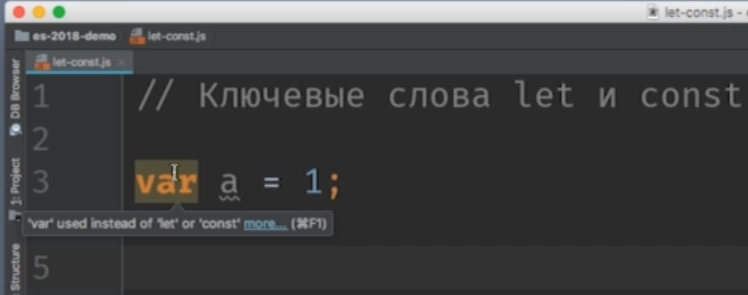 let-const.js -
es-2018-demo let-const.js
let-const.js ×
DB Browser
1: Project
Structure
1 // Ключевые слова let и const
2
3 var a = 1;
'var' used instead of 'let' or 'const' more... (⌘F1)
5